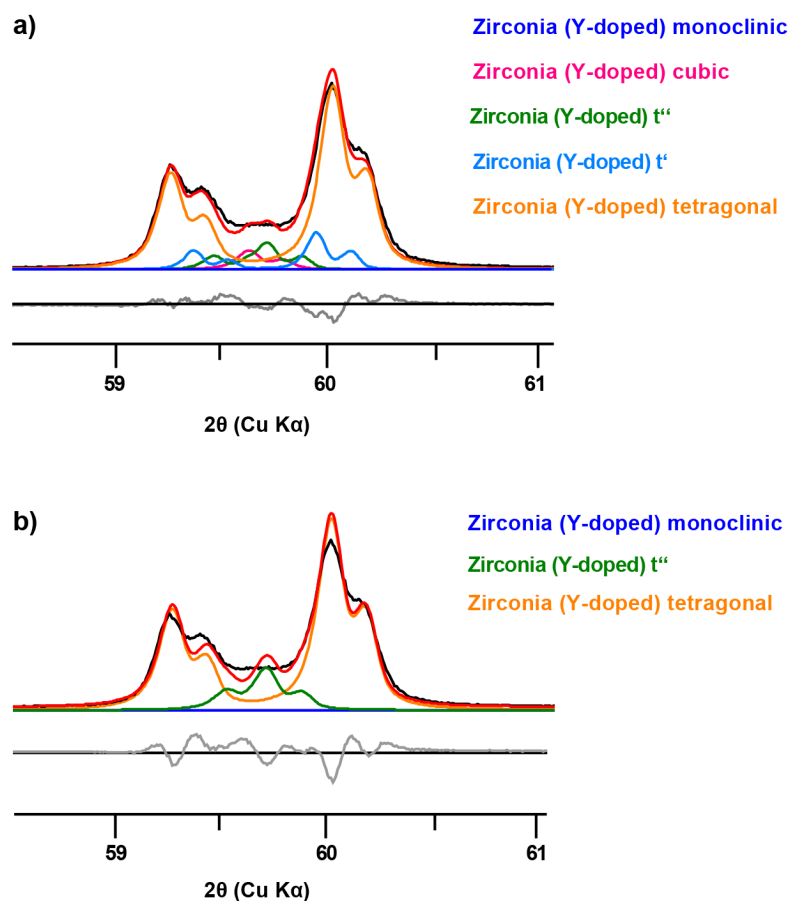 a)
Zirconia (Y-doped) monoclinic
Zirconia (Y-doped) cubic
Zirconia (Y-doped) t“
Zirconia (Y-doped) t‘
Zirconia (Y-doped) tetragonal
59 60 61
2θ (Cu Kα)
b)
Zirconia (Y-doped) monoclinic
Zirconia (Y-doped) t“
Zirconia (Y-doped) tetragonal
59 60 61
2θ (Cu Kα)